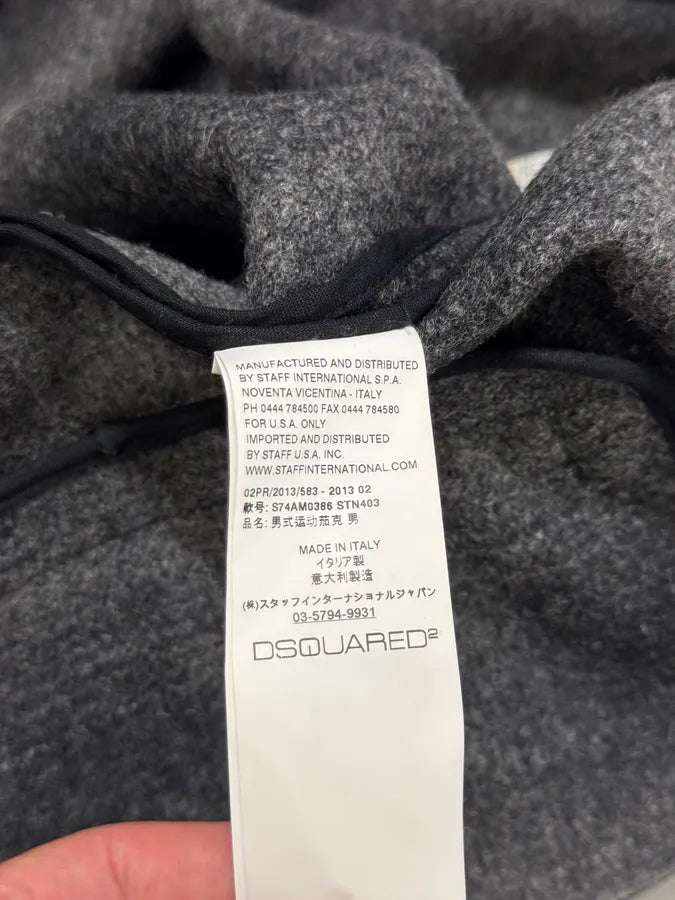 MANUFACTURED AND DISTRIBUTED
BY STAFF INTERNATIONAL S.P.A.
NOVENTA VICENTINA - ITALY
PH 0444 784500 FAX 0444 784580
FOR U.S.A. ONLY
IMPORTED AND DISTRIBUTED
BY STAFF U.S.A. INC.
WWW.STAFFINTERNATIONAL.COM
02PR/2013/583 - 2013 02
款号: S74AM0386 STN403
品名: 男式运动茄克 男
MADE IN ITALY
イタリア製
意大利製造
(株)スタッフインターナショナルジャパン
03-5794-9931
DSQUARED2